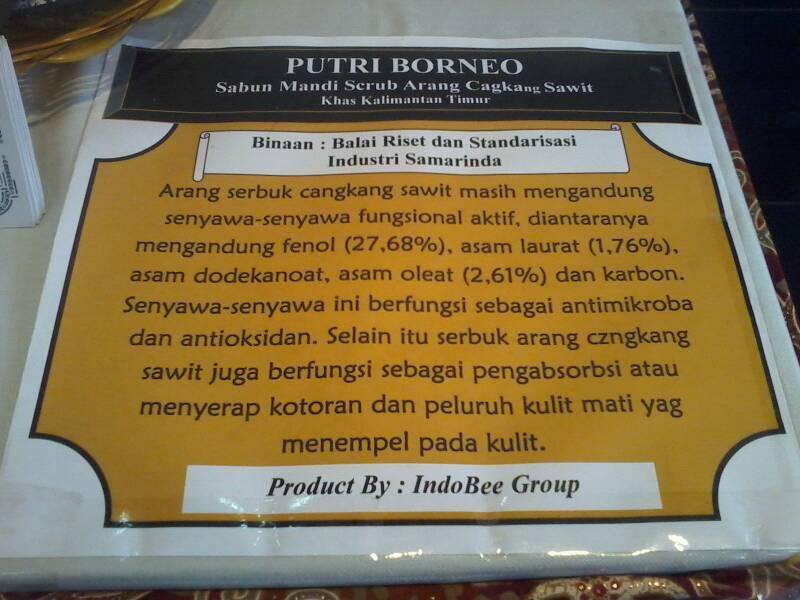 PUTRI BORNEO
Sabun Mandi Scrub Arang Cagkang Sawit
Khas Kalimantan Timur
Binaan : Balai Riset dan Standarisasi
Industri Samarinda
Arang serbuk cangkang sawit masih mengandung
senyawa-senyawa fungsional aktif, diantaranya
mengandung fenol (27,68%), asam laurat (1,76%),
asam dodekanoat, asam oleat (2,61%) dan karbon.
Senyawa-senyawa ini berfungsi sebagai antimikroba
dan antioksidan. Selain itu serbuk arang czngkang
sawit juga berfungsi sebagai pengabsorbsi atau
menyerap kotoran dan peluruh kulit mati yag
menempel pada kulit.
Product By : IndoBee Group